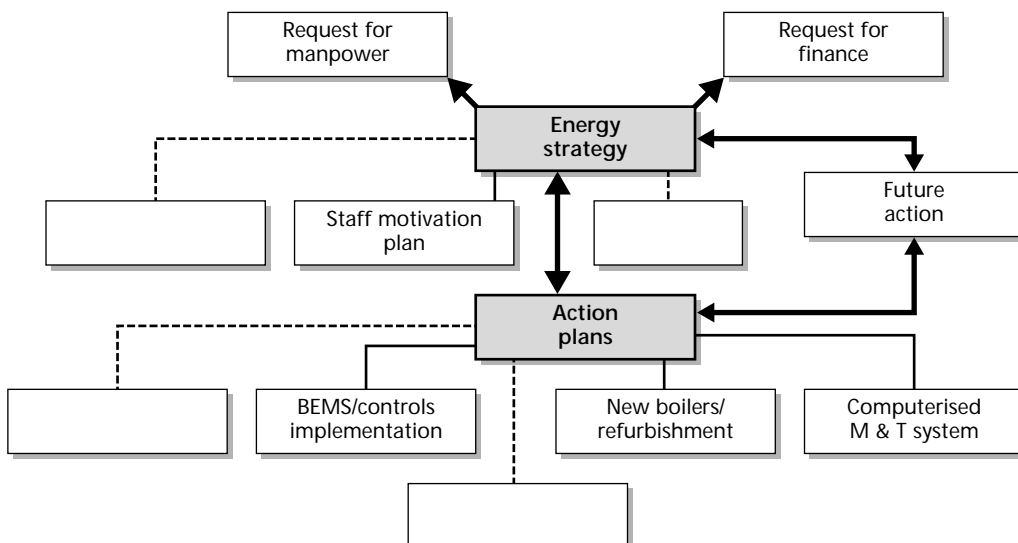 Request for
manpower
Request for
finance
Energy
strategy
Future
action
Staff motivation
plan
Action
plans
BEMS/controls
implementation
New boilers/
refurbishment
Computerised
M & T system